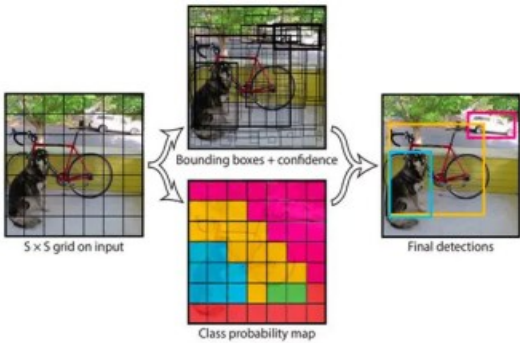 Bounding boxes + confidence
S × S grid on input
Final detections
Class probability map